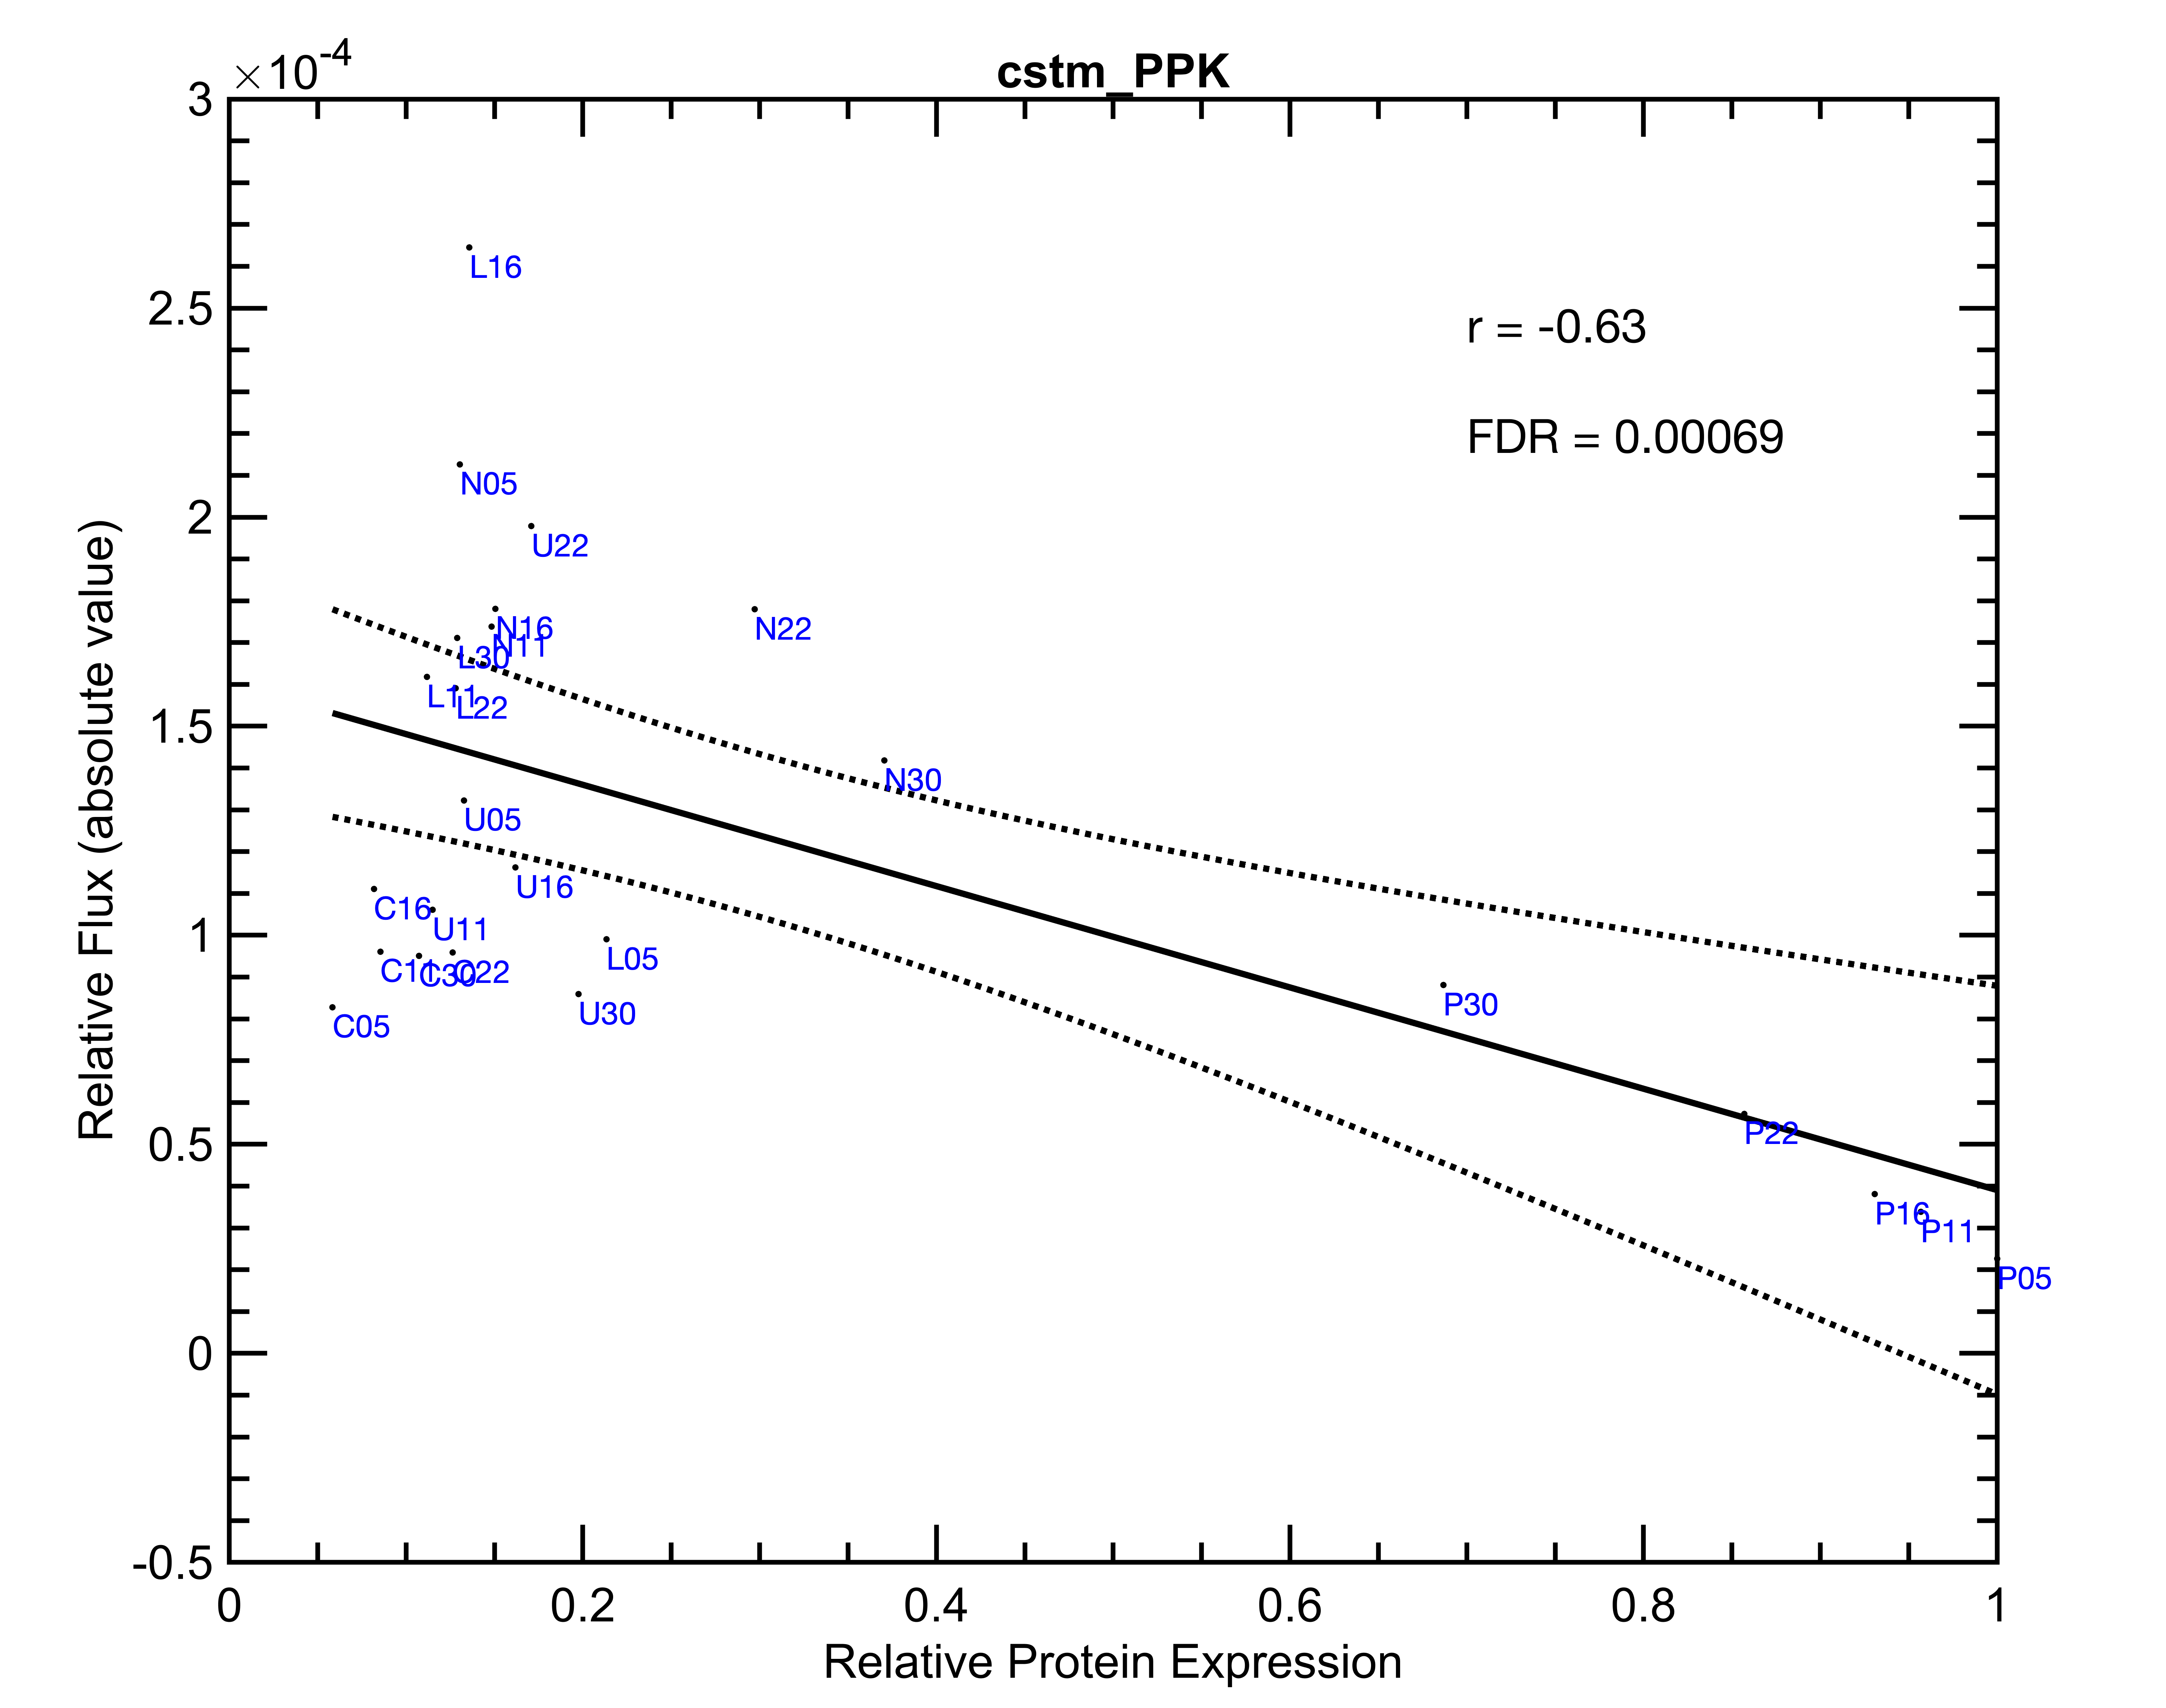 ×10-4
cstm_PPK
3
2.5
2
1.5
1
0.5
0
-0.5
Relative Flux (absolute value)
r = -0.63
FDR = 0.00069
L16
N05
U22
N16
N11
N22
L30
L11
L22
N30
U05
U16
C16
U11
C11
C30
C22
L05
U30
C05
P30
P22
P16
P11
P05
0
0.2
0.4
0.6
0.8
1
Relative Protein Expression